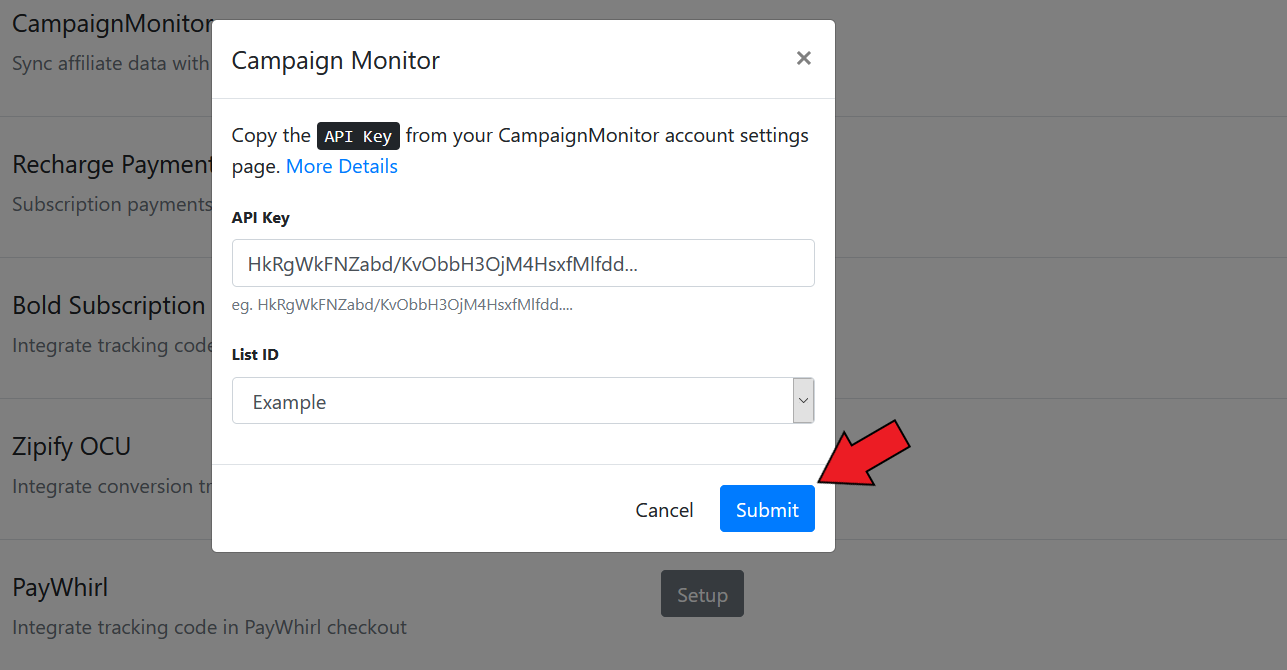 CampaignMonitor
Sync affiliate data with
Recharge Payment
Subscription payments
Bold Subscription
Integrate tracking code
Zipify OCU
Integrate conversion tr
PayWhirl
Integrate tracking code in PayWhirl checkout
Setup
Campaign Monitor
×
Copy the API Key from your CampaignMonitor account settings
page. More Details
API Key
HkRgWkFNZabd/KvObbH3OjM4HsxfMlfdd...
eg. HkRgWkFNZabd/KvObbH3OjM4HsxfMlfdd....
List ID
Example
Cancel
Submit